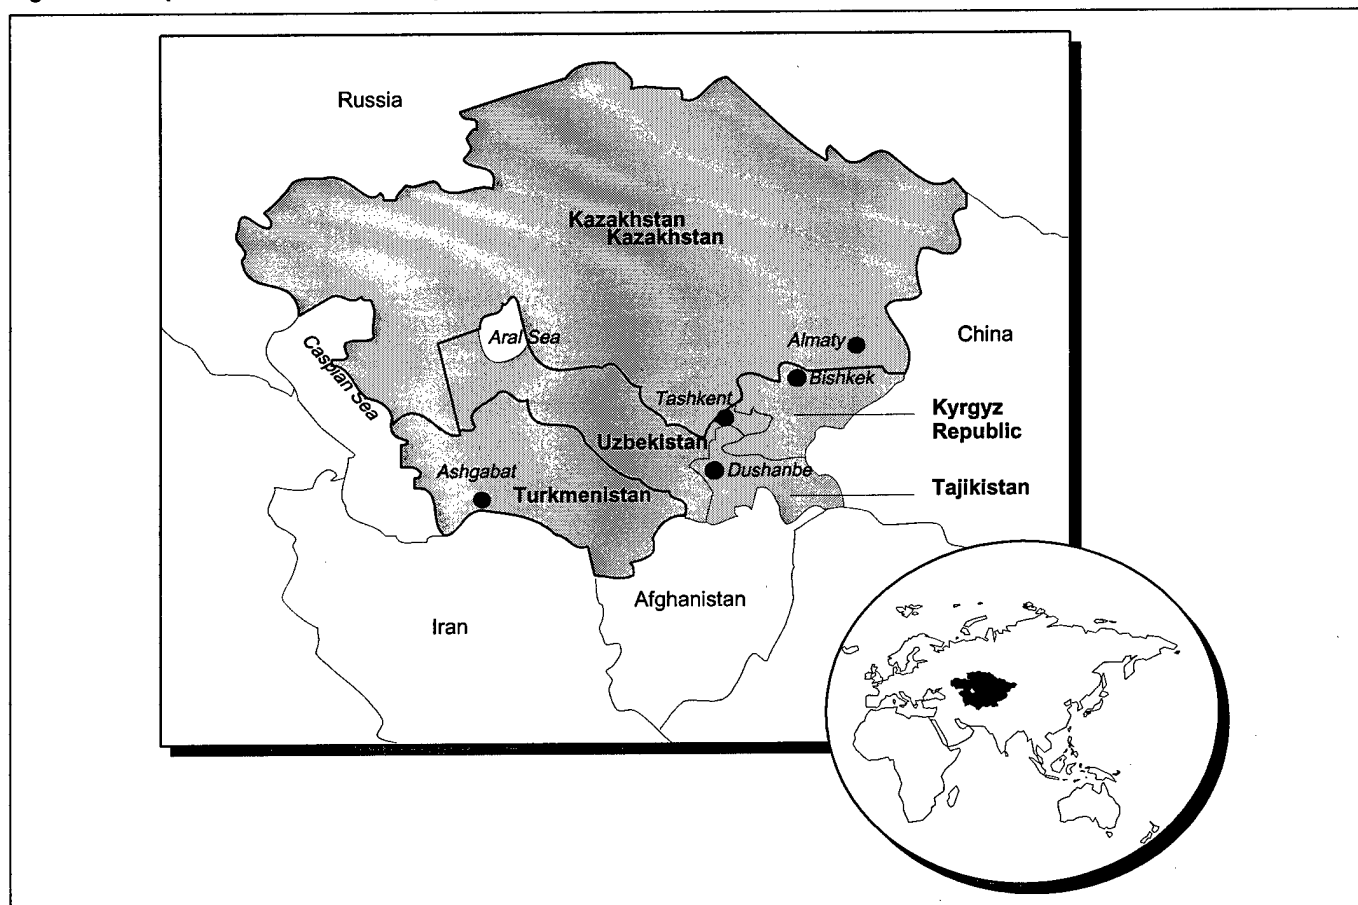 Russia
Kazakhstan
Kazakhstan
Aral Sea
Almaty
China
Caspian Sea
Bishkek
Tashkent
Kyrgyz
Republic
Uzbekistan
Ashgabat
Dushanbe
Turkmenistan
Tajikistan
Afghanistan
Iran